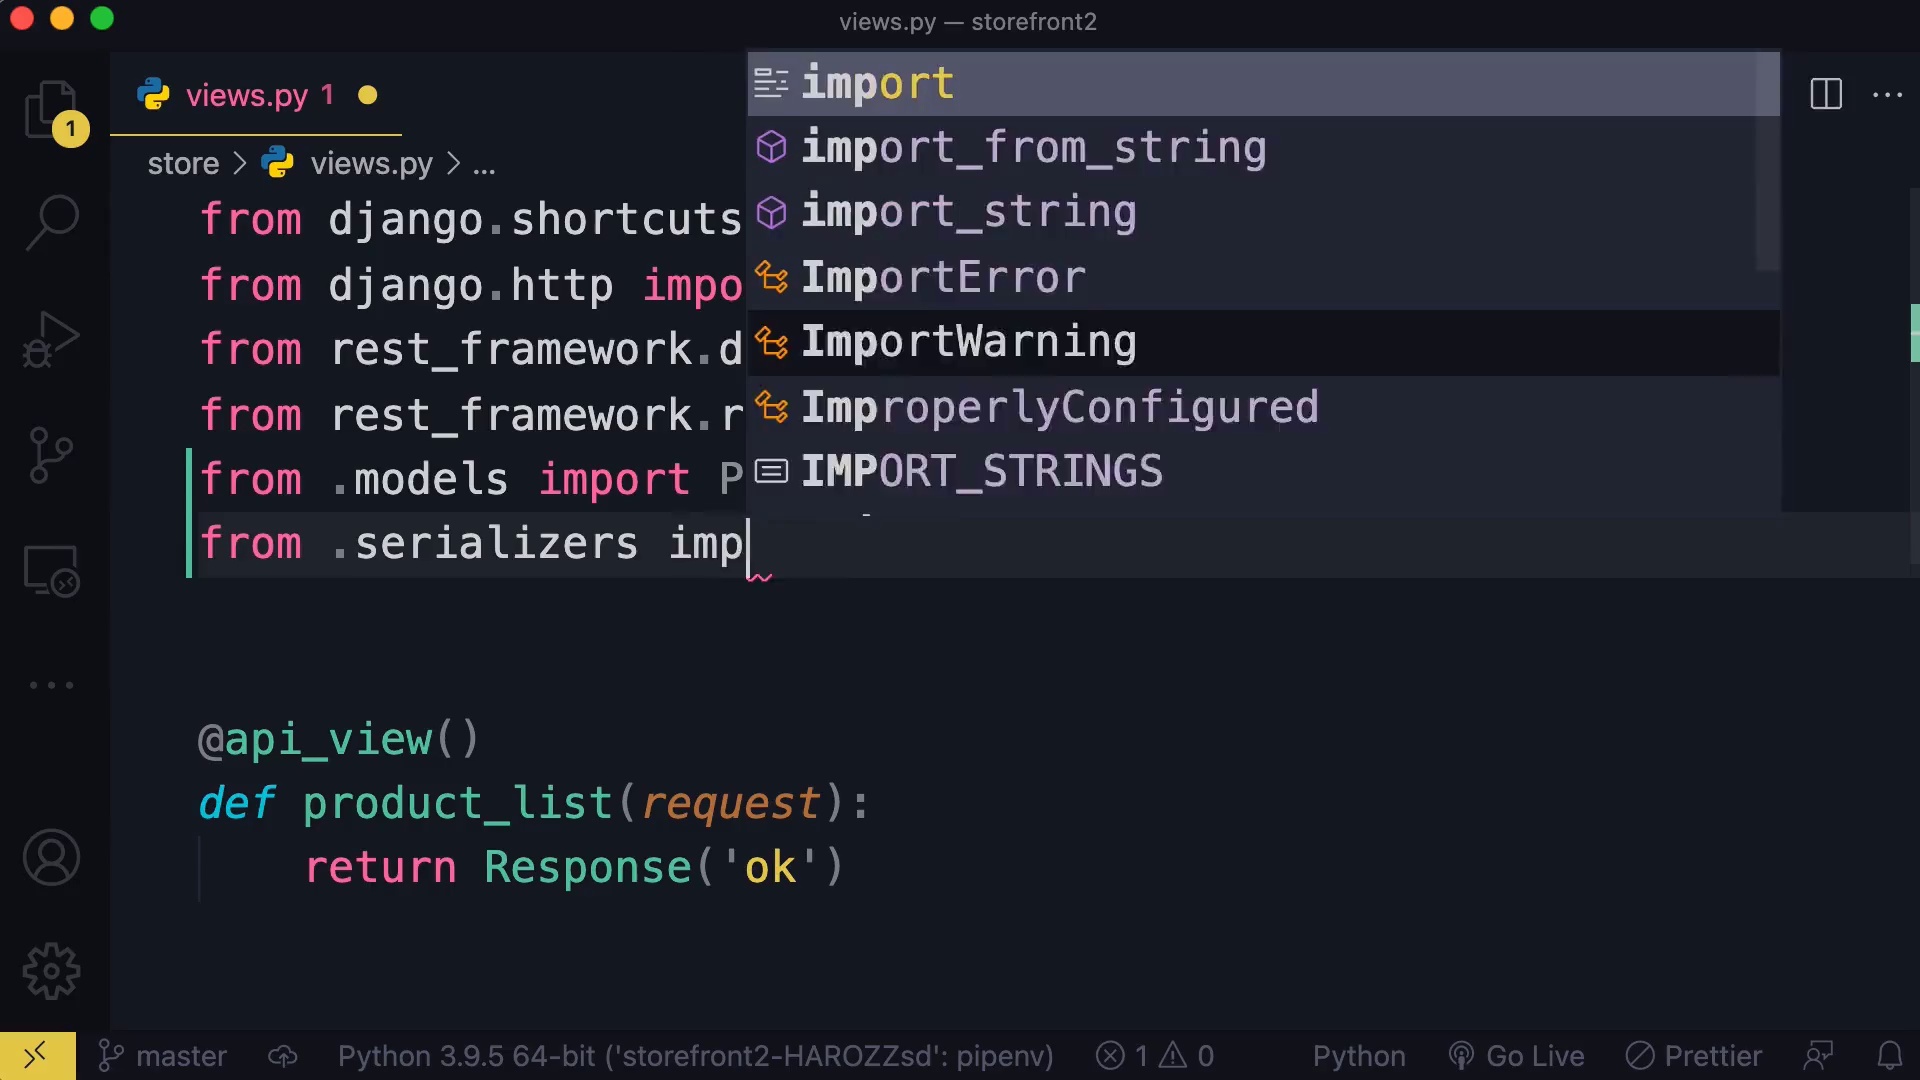 views.py — storefront2
views.py 1
1
store > views.py > ...
import
import_from_string
import_string
ImportError
ImportWarning
ImproperlyConfigured
IMPORT_STRINGS
from django.shortcuts
from django.http impo
from rest_framework.d
from rest_framework.r
from .models import P
from .serializers imp
@api_view()
def product_list(request):
return Response('ok')
master Python 3.9.5 64-bit ('storefront2-HAROZZsd': pipenv) 1 0 Python Go Live Prettier